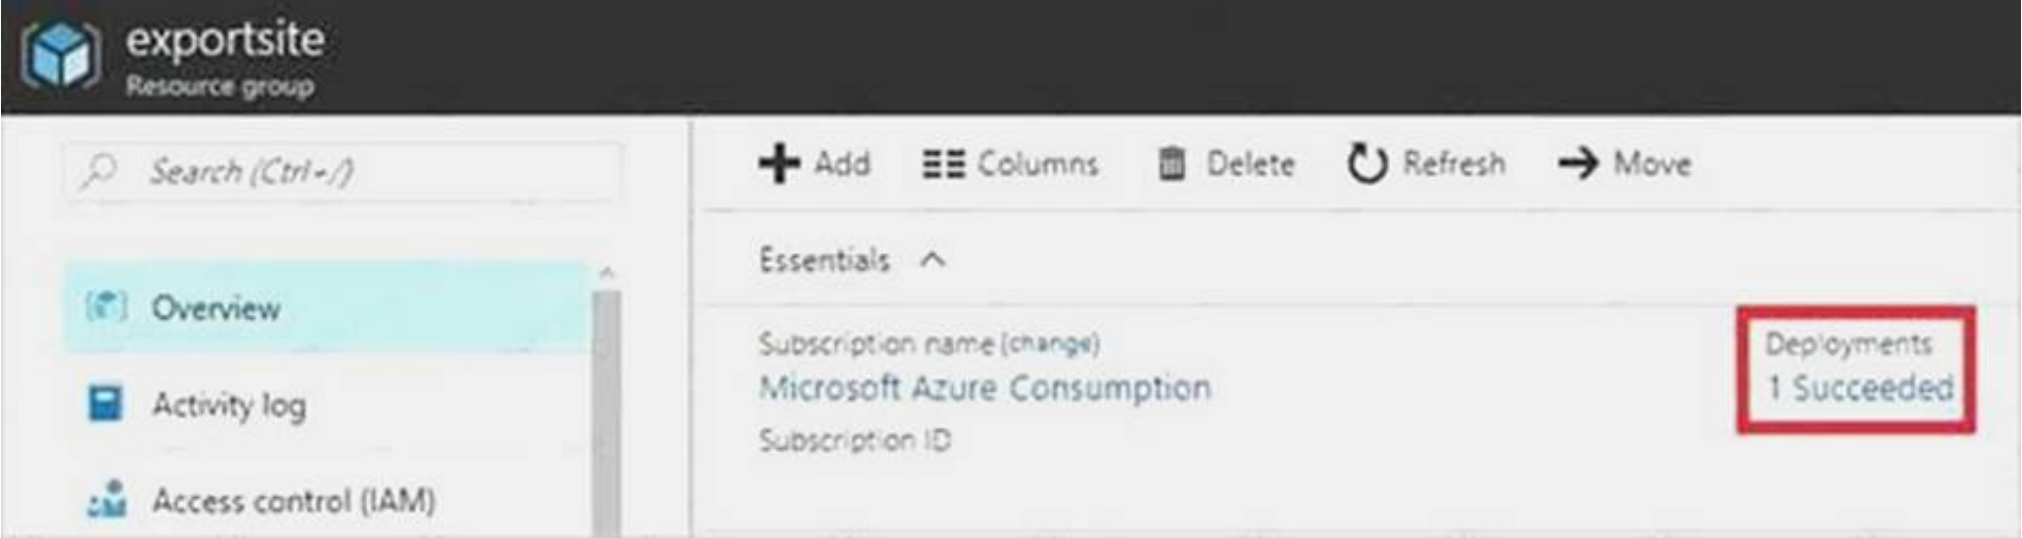 exportsite
Resource group
Search (Ctrl+/)
Add Columns Delete Refresh Move
Essentials
Overview
Subscription name (change)
Deployments
Microsoft Azure Consumption
1 Succeeded
Activity log
Subscription ID
Access control (IAM)